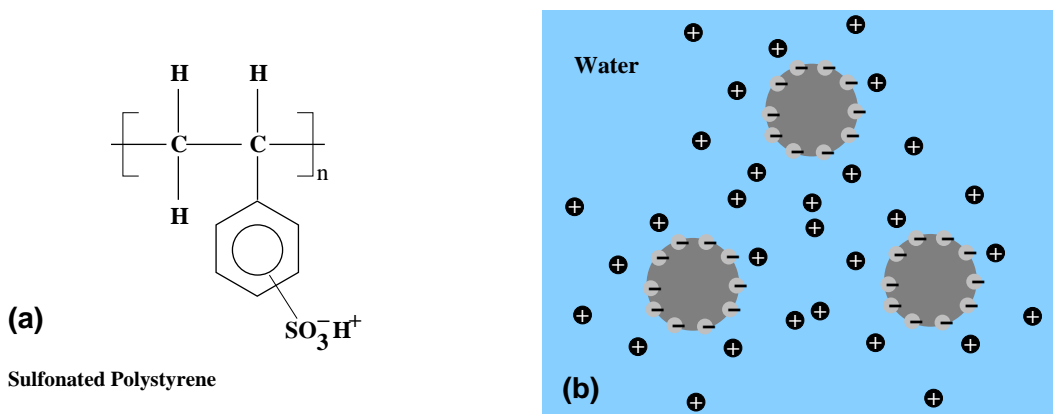 H H
C C
n
H
SO₃⁻H⁺
(a)
Sulfonated Polystyrene
Water
(b)